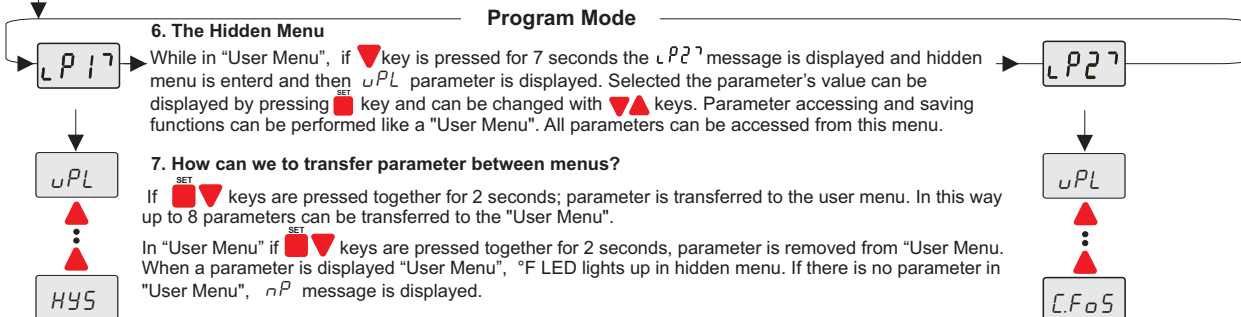 Program Mode
6. The Hidden Menu
While in “User Menu”, if key is pressed for 7 seconds the LP27 message is displayed and hidden
menu is enterd and then uPL parameter is displayed. Selected the parameter's value can be
displayed by pressing SET key and can be changed with keys. Parameter accessing and saving
functions can be performed like a "User Menu". All parameters can be accessed from this menu.
7. How can we to transfer parameter between menus?
If SET keys are pressed together for 2 seconds; parameter is transferred to the user menu. In this way
up to 8 parameters can be transferred to the "User Menu".
In “User Menu” if SET keys are pressed together for 2 seconds, parameter is removed from “User Menu.
When a parameter is displayed “User Menu”, °F LED lights up in hidden menu. If there is no parameter in
"User Menu", nP message is displayed.
LP17
uPL
HYS
LP27
uPL
C.FoS